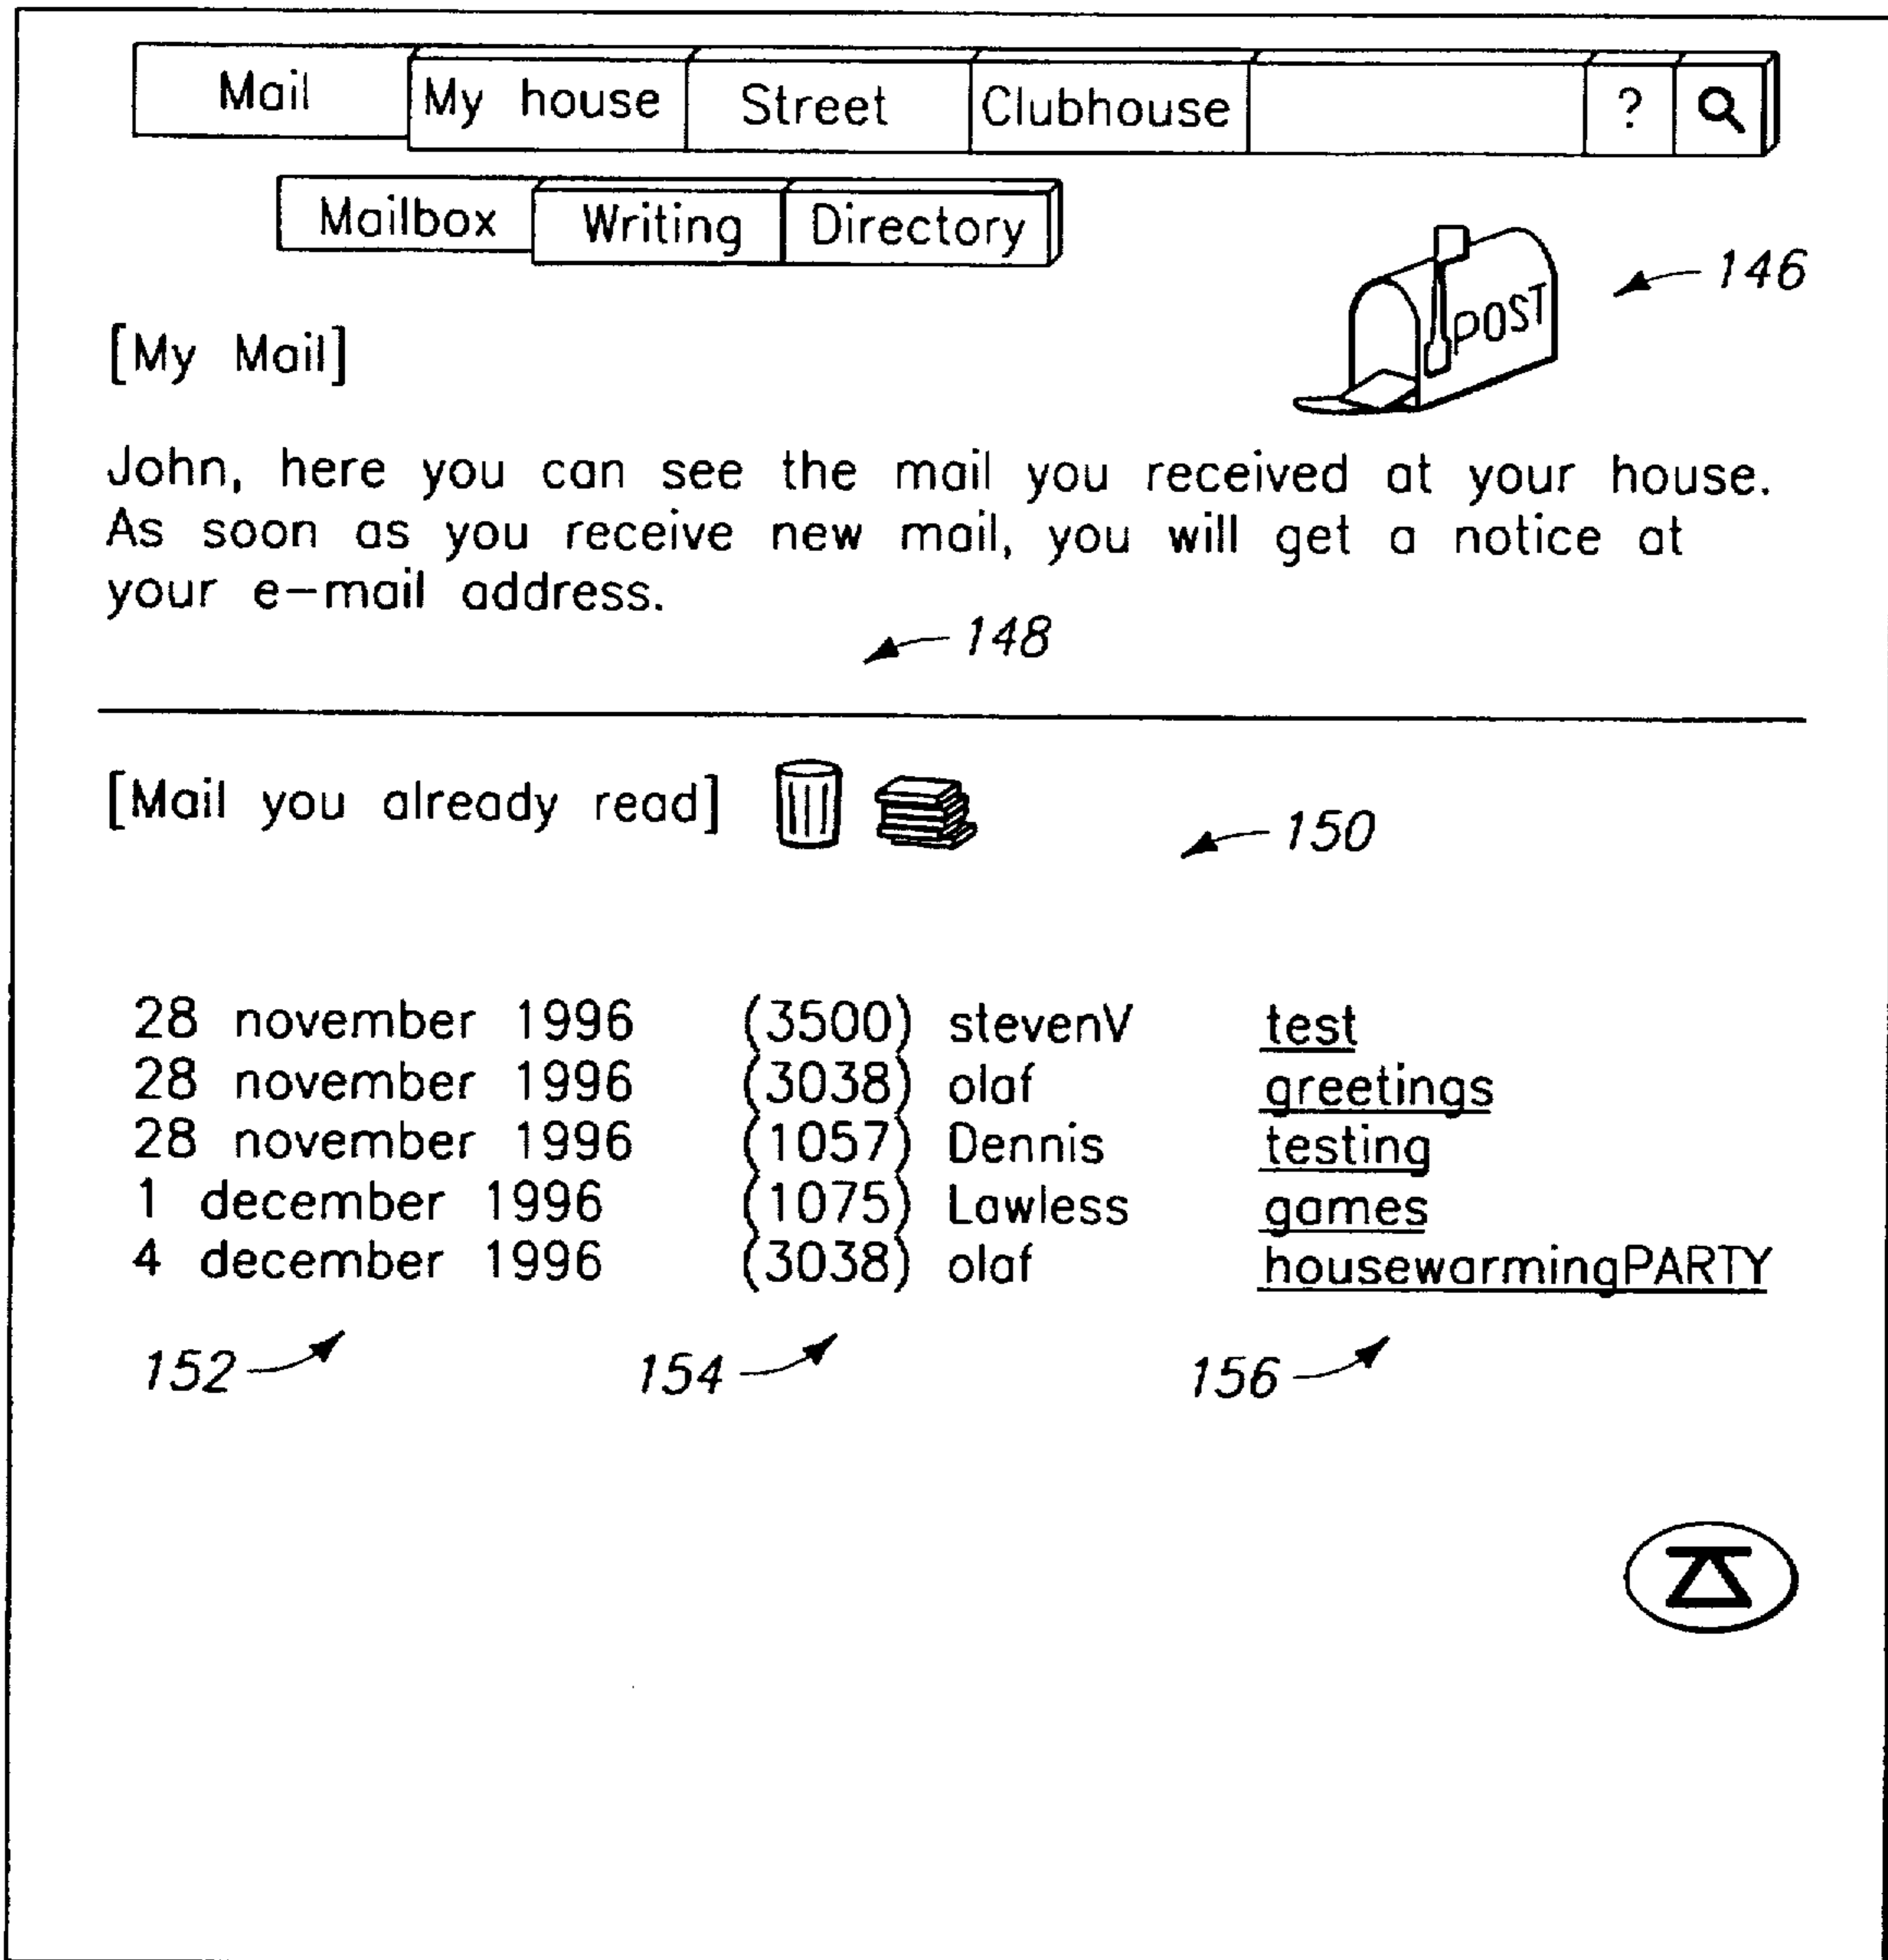 Mail My house Street Clubhouse ?
Mailbox Writing Directory
POST
146
[My Mail]
John, here you can see the mail you received at your house.
As soon as you receive new mail, you will get a notice at
your e-mail address.
148
[Mail you already read]
150
28 november 1996 (3500) stevenV test
28 november 1996 (3038) olaf greetings
28 november 1996 (1057) Dennis testing
1 december 1996 (1075) Lawless games
4 december 1996 (3038) olaf housewarmingPARTY
152 154 156